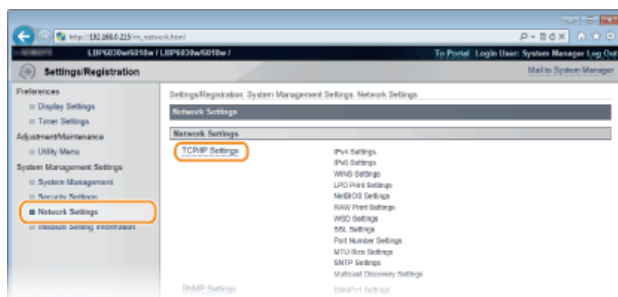 http://192.168.0.215/m_network.html
LBP6030w/6018w / LBP6030w/6018w /
To Portal Login User: System Manager Log Out
Settings/Registration
Mail to System Manager
Preferences
Display Settings
Timer Settings
Adjustment/Maintenance
Utility Menu
System Management Settings
System Management
Security Settings
Network Settings
Initialize Setting Information
Settings/Registration: System Management Settings: Network Settings
Network Settings
Network Settings
TCP/IP Settings
IPv4 Settings
IPv6 Settings
WINS Settings
LPD Print Settings
NetBIOS Settings
RAW Print Settings
WSD Settings
SSL Settings
Port Number Settings
MTU Size Settings
SNTP Settings
Multicast Discovery Settings
SNMP Settings
SNMPv1 Settings